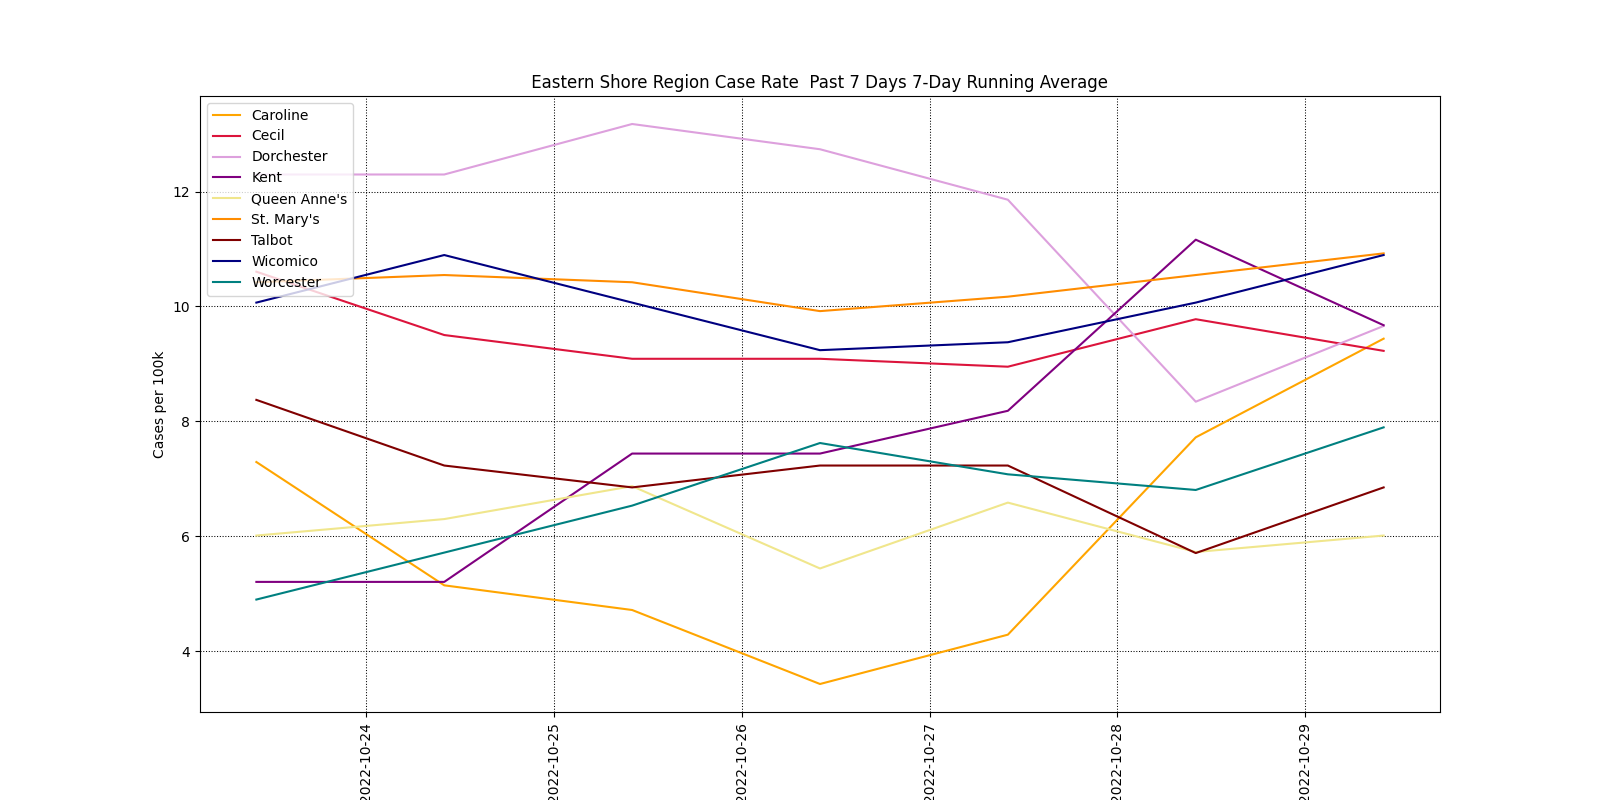 Eastern Shore Region Case Rate  Past 7 Days 7-Day Running Average
Caroline
Cecil
Dorchester
Kent
Queen Anne's
St. Mary's
Talbot
Wicomico
Worcester
12
10
8
6
4
Cases per 100k
2022-10-24
2022-10-25
2022-10-26
2022-10-27
2022-10-28
2022-10-29